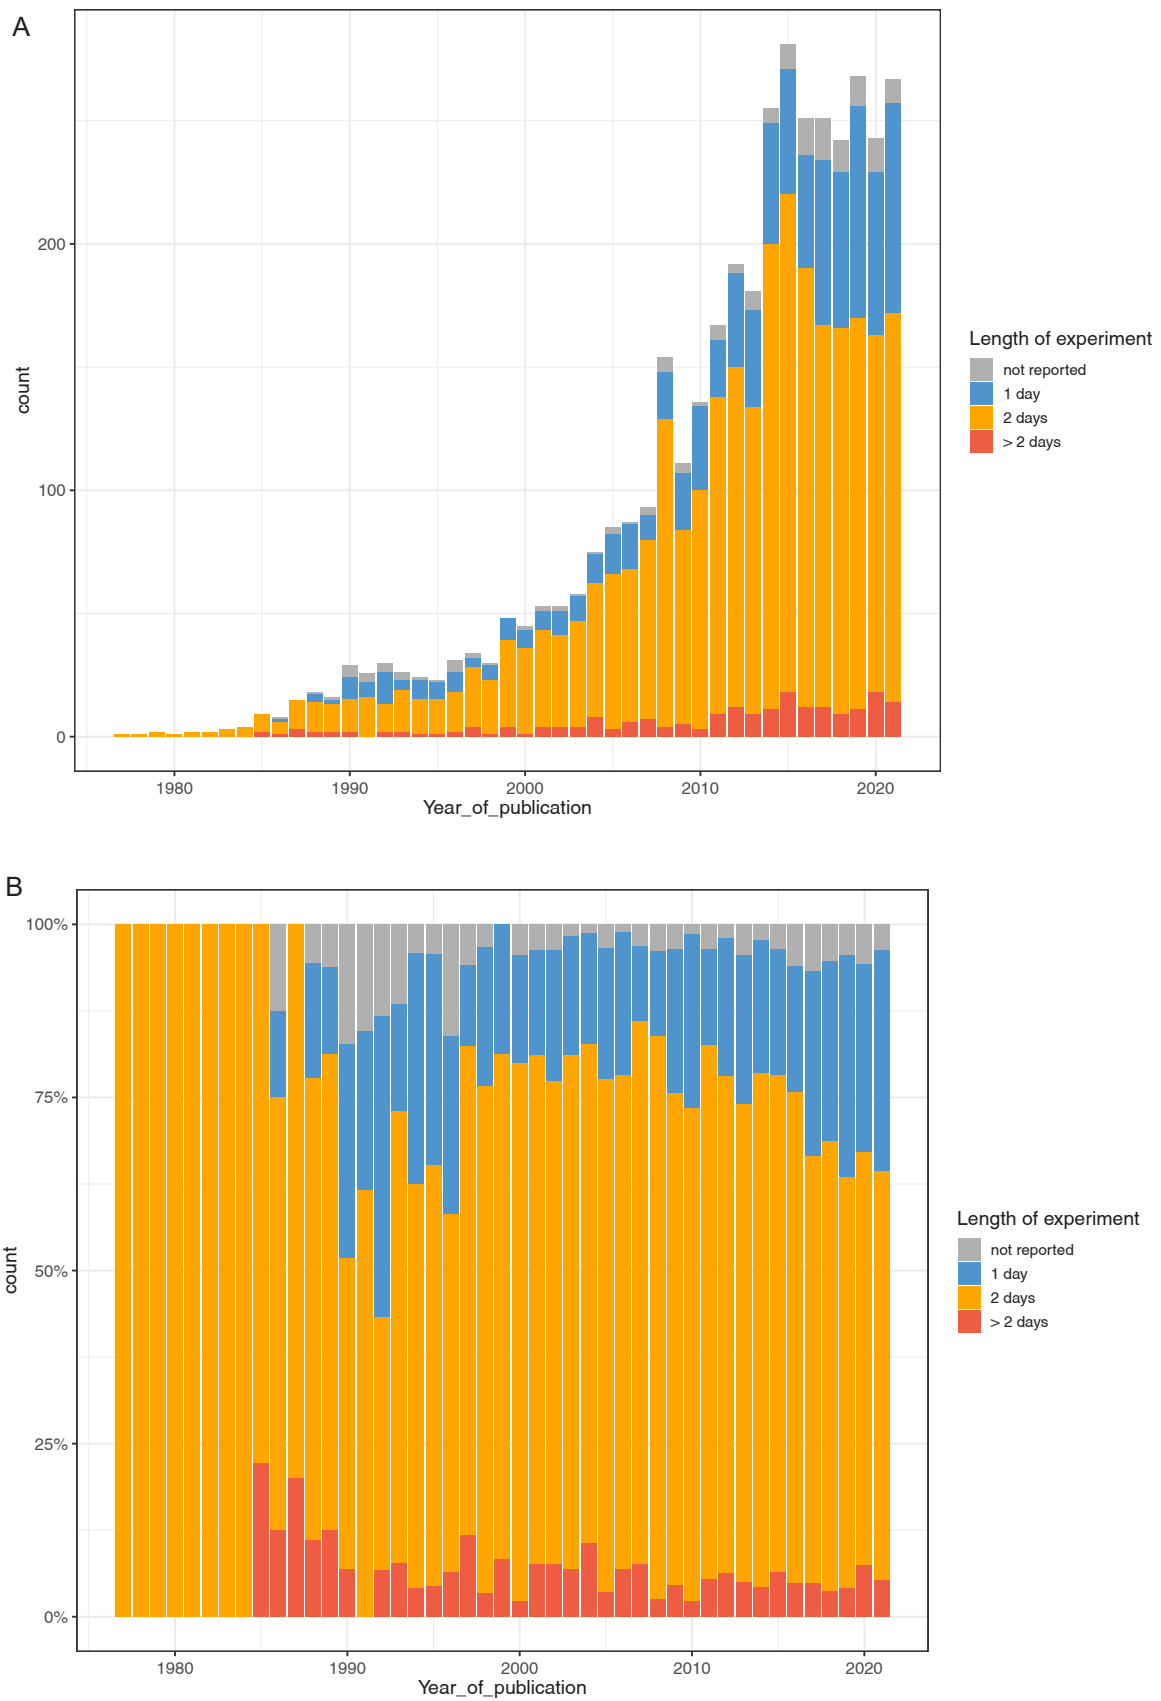 A
count
200
100
0
1980 1990 2000 2010 2020
Year_of_publication
Length of experiment
not reported
1 day
2 days
> 2 days
B
count
100%
75%
50%
25%
0%
1980 1990 2000 2010 2020
Year_of_publication
Length of experiment
not reported
1 day
2 days
> 2 days